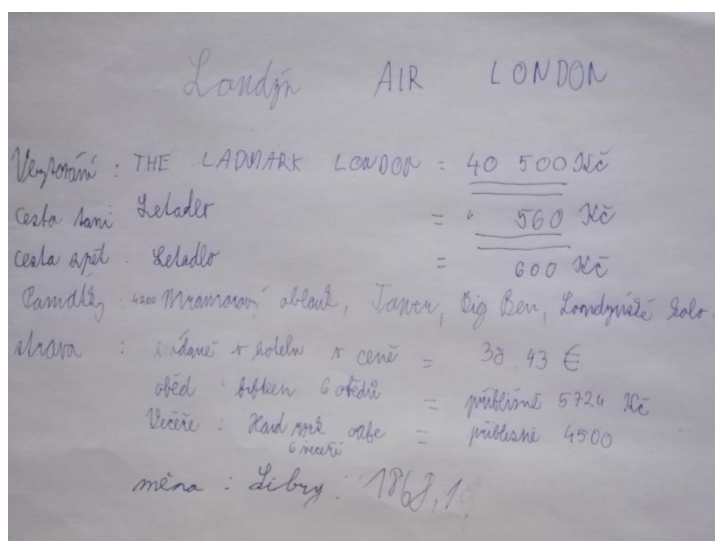 Londýn AIR LONDON
Ubytování : THE LADMARK LONDON = 40 500 Kč
cesta tam: Letadlo = 560 Kč
cesta zpět: Letadlo = 600 Kč
Památky : 4200 Mramorový oblouk, Tower, Big Ben, Londýnské kolo.
strava : snídaně v hotelu v ceně = 38.43 €
oběd : 6 obědů = přibližně 5724 Kč
Večeře : Hard rock cafe = přibližně 4500
6 večeří
měna : Libry : 1868,1